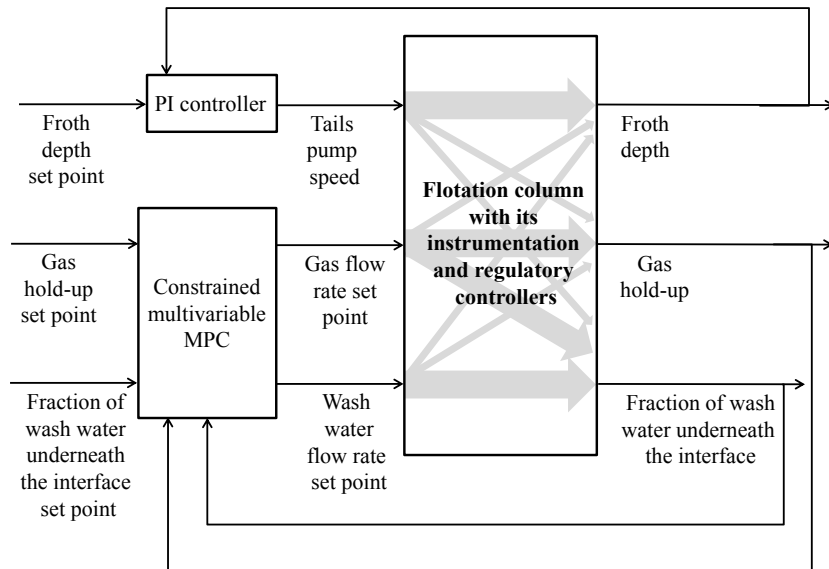 PI controller
Froth
depth
set point
Tails
pump
speed
Froth
depth
Flotation column
with its
instrumentation
and regulatory
controllers
Gas
hold-up
set point
Constrained
multivariable
MPC
Gas flow
rate set
point
Gas
hold-up
Fraction of
wash water
underneath
the interface
set point
Wash
water
flow rate
set point
Fraction of wash
water underneath
the interface